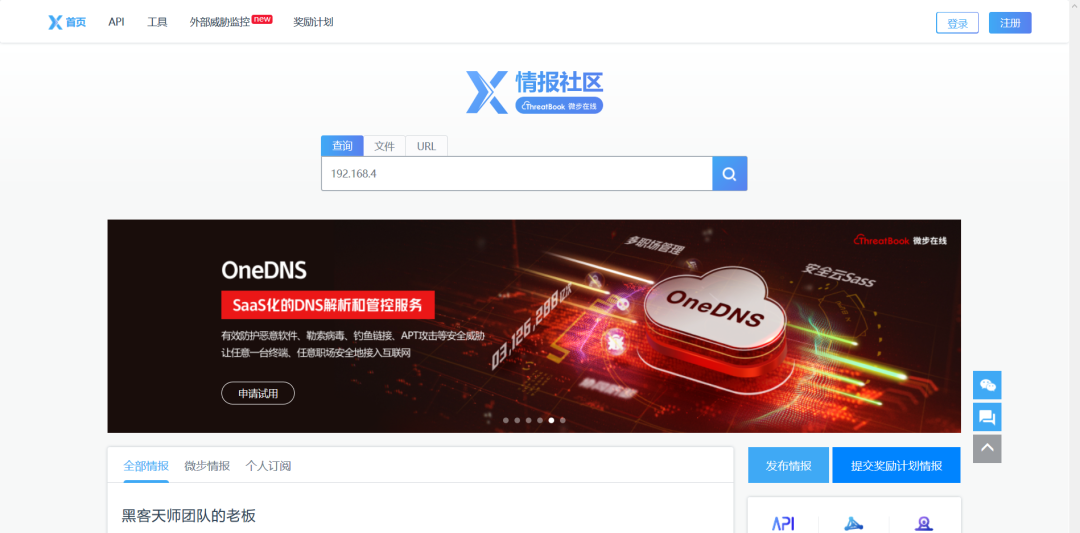 首页 API 工具 外部威胁监控 new 奖励计划 登录 注册
X 情报社区
ThreatBook 微步在线
查询 文件 URL
192.168.4
ThreatBook 微步在线
多职场管理
安全云Sass
OneDNS
OneDNS
SaaS化的DNS解析和管控服务
有效防护恶意软件、勒索病毒、钓鱼链接、APT攻击等安全威胁
让任意一台终端、任意职场安全地接入互联网
申请试用
全部情报 微步情报 个人订阅
发布情报 提交奖励计划情报
黑客天师团队的老板
API